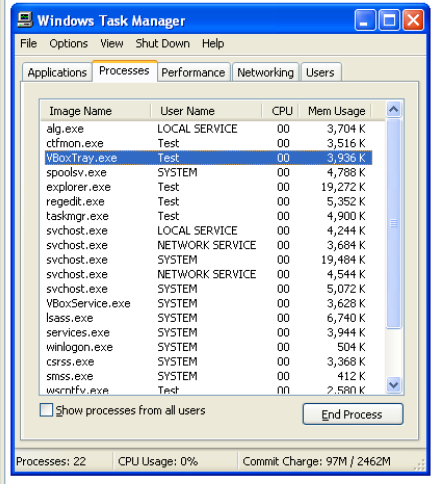 Windows Task Manager
File Options View Shut Down Help
Applications Processes Performance Networking Users
Image Name User Name CPU Mem Usage
alg.exe LOCAL SERVICE 00 3,704 K
ctfmon.exe Test 00 3,516 K
VBoxTray.exe Test 00 3,936 K
spoolsv.exe SYSTEM 00 4,788 K
explorer.exe Test 00 19,272 K
regedit.exe Test 00 5,352 K
taskmgr.exe Test 00 4,900 K
svchost.exe LOCAL SERVICE 00 4,244 K
svchost.exe NETWORK SERVICE 00 3,684 K
svchost.exe SYSTEM 00 19,484 K
svchost.exe NETWORK SERVICE 00 4,544 K
svchost.exe SYSTEM 00 5,072 K
VBoxService.exe SYSTEM 00 3,628 K
lsass.exe SYSTEM 00 6,740 K
services.exe SYSTEM 00 3,944 K
winlogon.exe SYSTEM 00 504 K
csrss.exe SYSTEM 00 3,368 K
smss.exe SYSTEM 00 412 K
wscntfy.exe Test 00 2,580 K
Show processes from all users End Process
Processes: 22 CPU Usage: 0% Commit Charge: 97M / 2462M